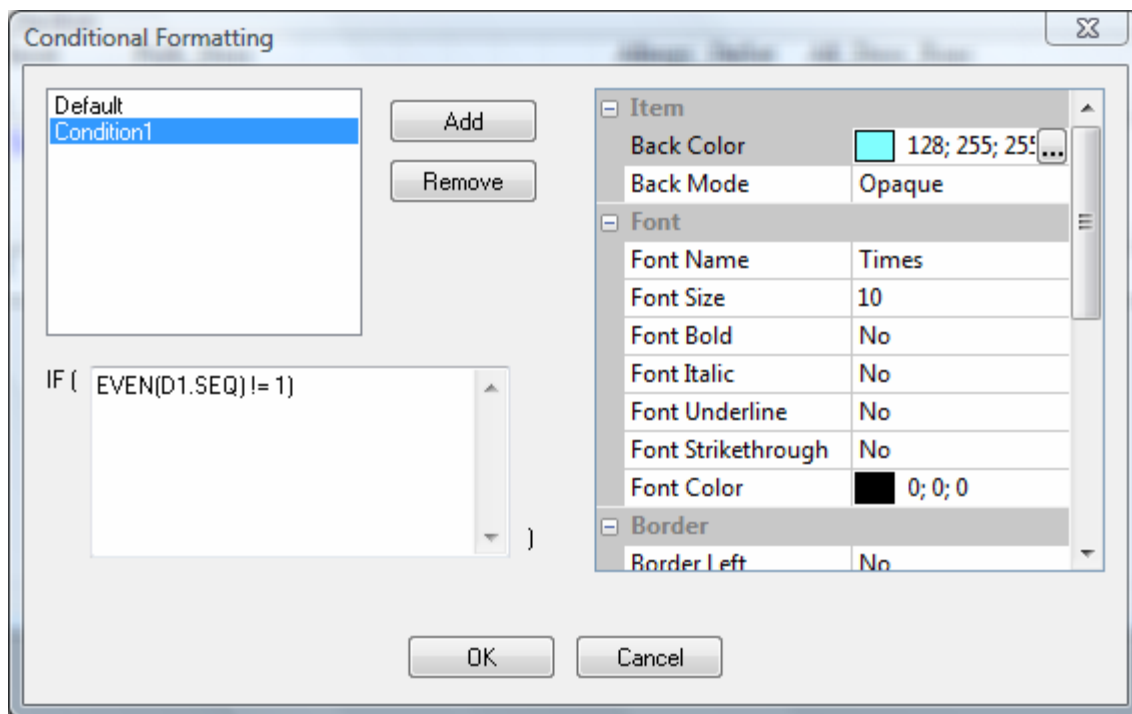 Conditional Formatting
Default
Condition1
Add
Remove
IF (
EVEN(D1.SEQ) != 1)
)
Item
Back Color 128; 255; 25
Back Mode Opaque
Font
Font Name Times
Font Size 10
Font Bold No
Font Italic No
Font Underline No
Font Strikethrough No
Font Color 0; 0; 0
Border
Border Left No
OK
Cancel